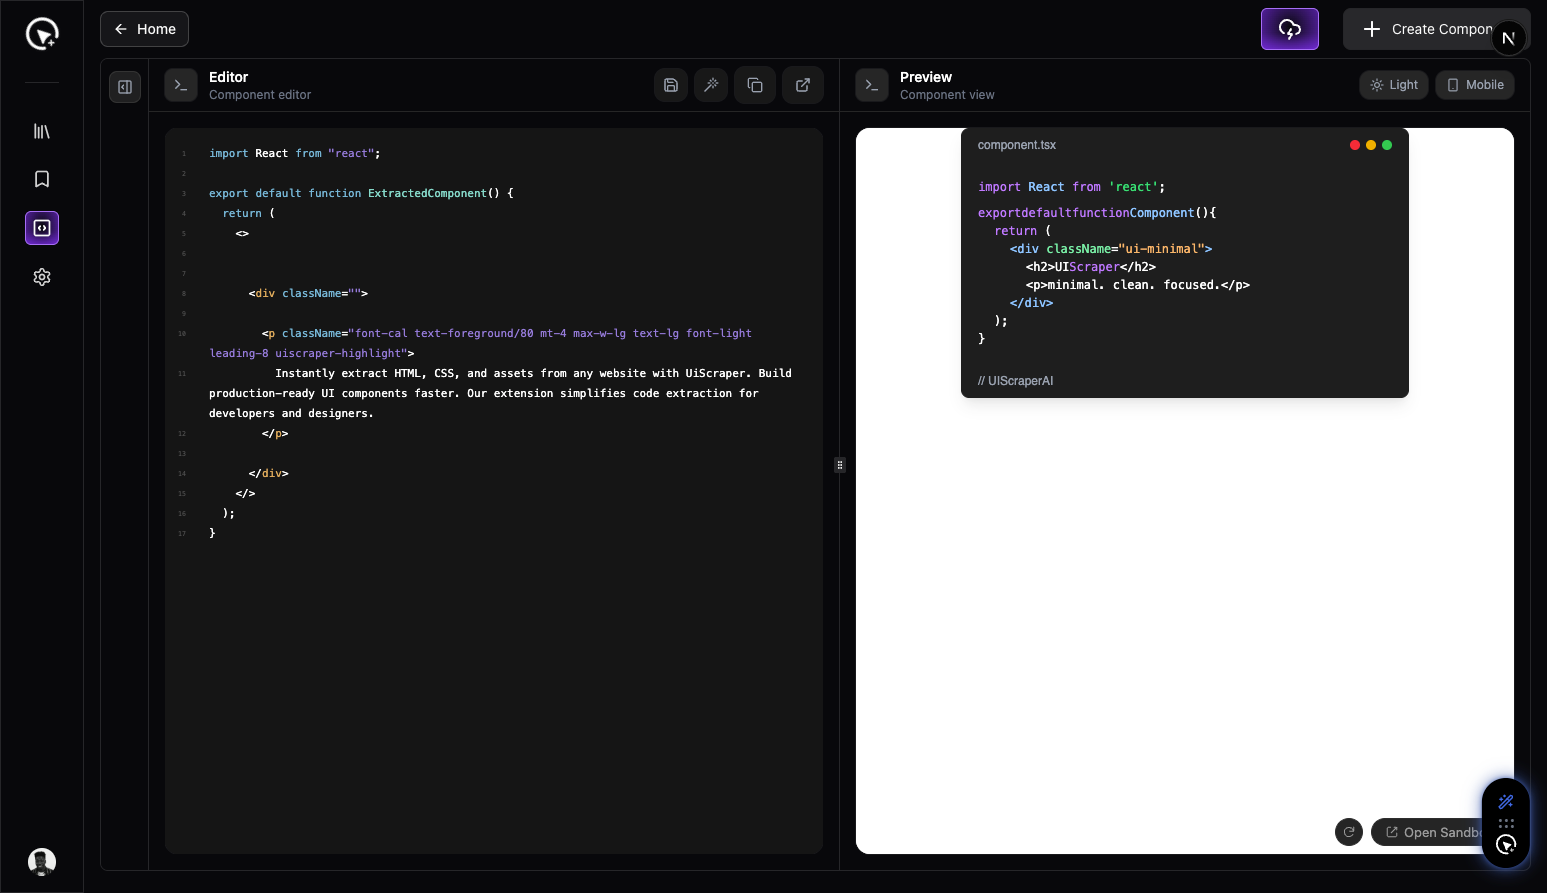 Home
Create Compon
N
Editor
Component editor
Preview
Component view
Light
Mobile
1 import React from "react";
2
3 export default function ExtractedComponent() {
4 return (
5 <>
6
7
8 <div className="">
9
10 <p className="font-cal text-foreground/80 mt-4 max-w-lg text-lg font-light
leading-8 uiscraper-highlight">
11 Instantly extract HTML, CSS, and assets from any website with UiScraper. Build
production-ready UI components faster. Our extension simplifies code extraction for
developers and designers.
12 </p>
13
14 </div>
15 </>
16 );
17 }
component.tsx
import React from 'react';
exportdefaultfunctionComponent(){
return (
<div className="ui-minimal">
<h2>UIScraper</h2>
<p>minimal. clean. focused.</p>
</div>
);
}
// UIScraperAI
Open Sandb